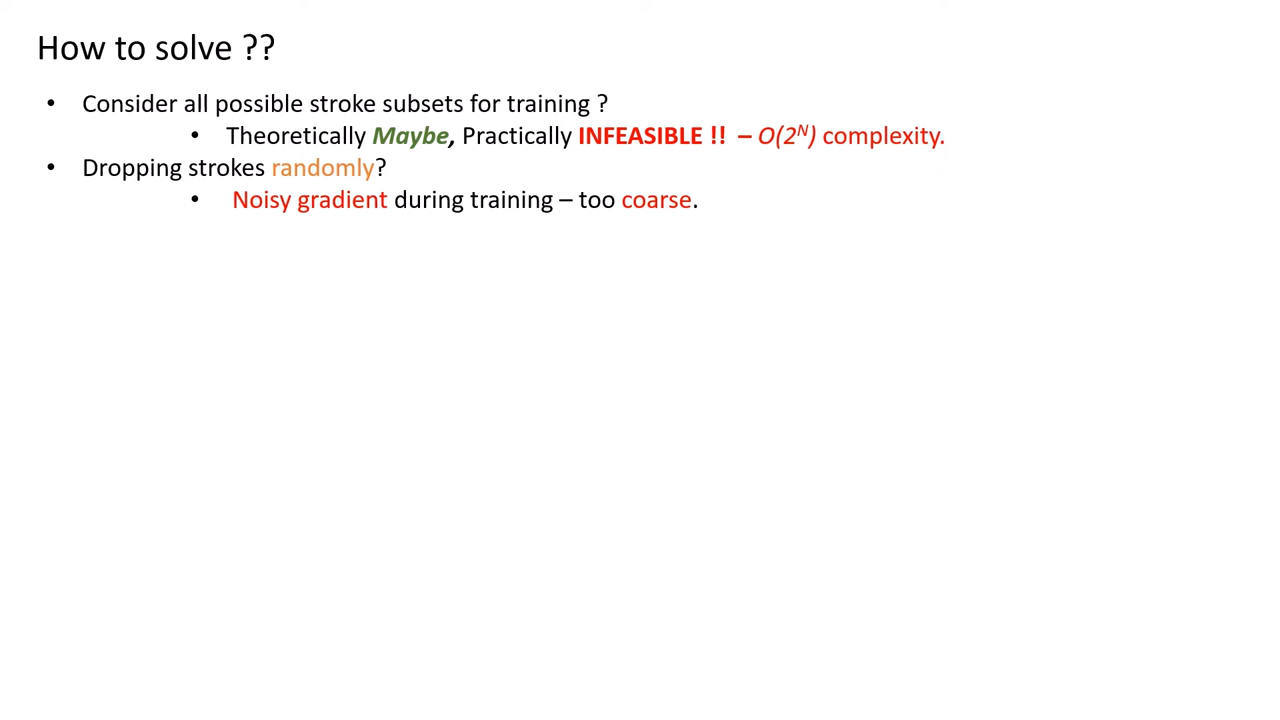 How to solve ??
• Consider all possible stroke subsets for training ?
• Theoretically Maybe, Practically INFEASIBLE !! – O(2^N) complexity.
• Dropping strokes randomly?
• Noisy gradient during training – too coarse.